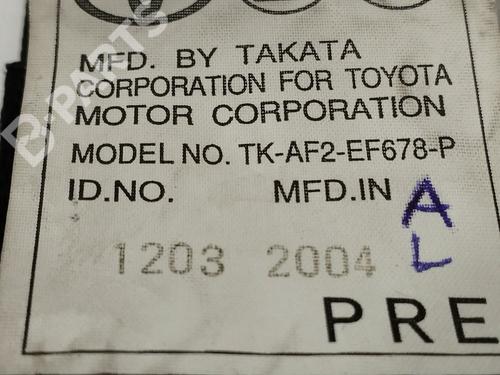 MFD. BY TAKATA
CORPORATION FOR TOYOTA
MOTOR CORPORATION
MODEL NO. TK-AF2-EF678-P
ID.NO. MFD.IN A
1203 2004 L
PRE
B-PARTS